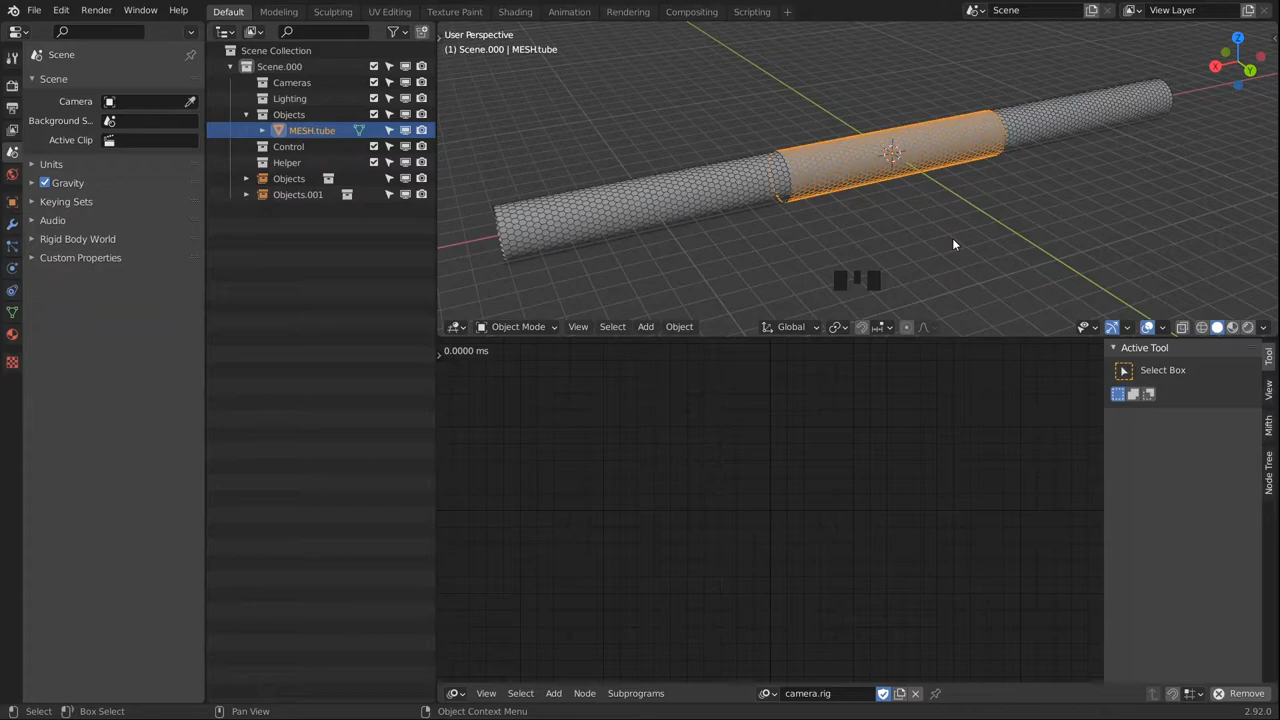 File Edit Render Window Help Default Modeling Sculpting UV Editing Texture Paint Shading Animation Rendering Compositing Scripting + Scene View Layer
Scene
Scene
Camera
Background S...
Active Clip
Units
Gravity
Keying Sets
Audio
Rigid Body World
Custom Properties
Scene Collection
Scene.000
Cameras
Lighting
Objects
MESH.tube
Control
Helper
Objects
Objects.001
User Perspective
(1) Scene.000 | MESH.tube
Z
X
Y
Object Mode View Select Add Object Global
0.0000 ms
Active Tool
Select Box
Tool
View
Mifth
Node Tree
View Select Add Node Subprograms camera.rig Remove
Select Box Select Pan View Object Context Menu 2.92.0